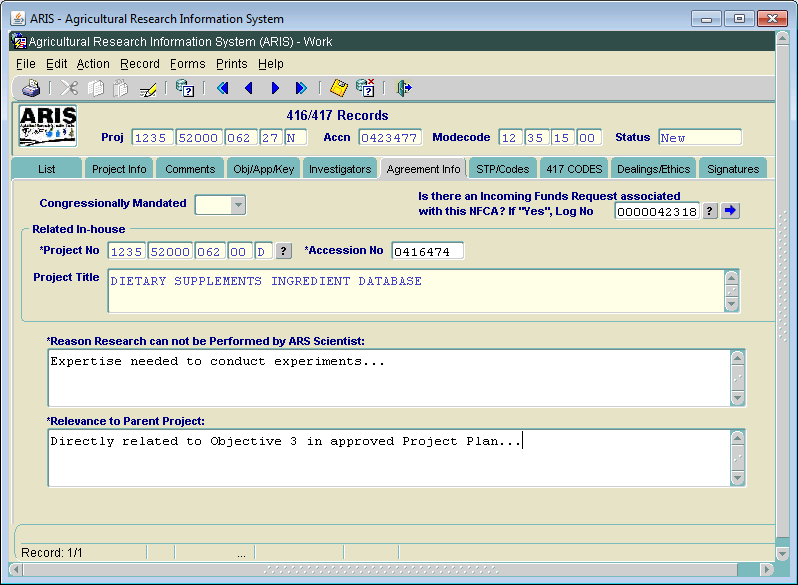 ARIS - Agricultural Research Information System
Agricultural Research Information System (ARIS) - Work
File Edit Action Record Forms Prints Help
ARIS
416/417 Records
Proj 1235 52000 062 27 N Accn 0423477 Modecode 12 35 15 00 Status New
List Project Info Comments Obj/App/Key Investigators Agreement Info STP/Codes 417 CODES Dealings/Ethics Signatures
Congressionally Mandated
Is there an Incoming Funds Request associated
with this NFCA? If "Yes", Log No 0000042318 ?
Related In-house
*Project No 1235 52000 062 00 D ? *Accession No 0416474
Project Title DIETARY SUPPLEMENTS INGREDIENT DATABASE
*Reason Research can not be Performed by ARS Scientist:
Expertise needed to conduct experiments...
*Relevance to Parent Project:
Directly related to Objective 3 in approved Project Plan...
Record: 1/1 ...